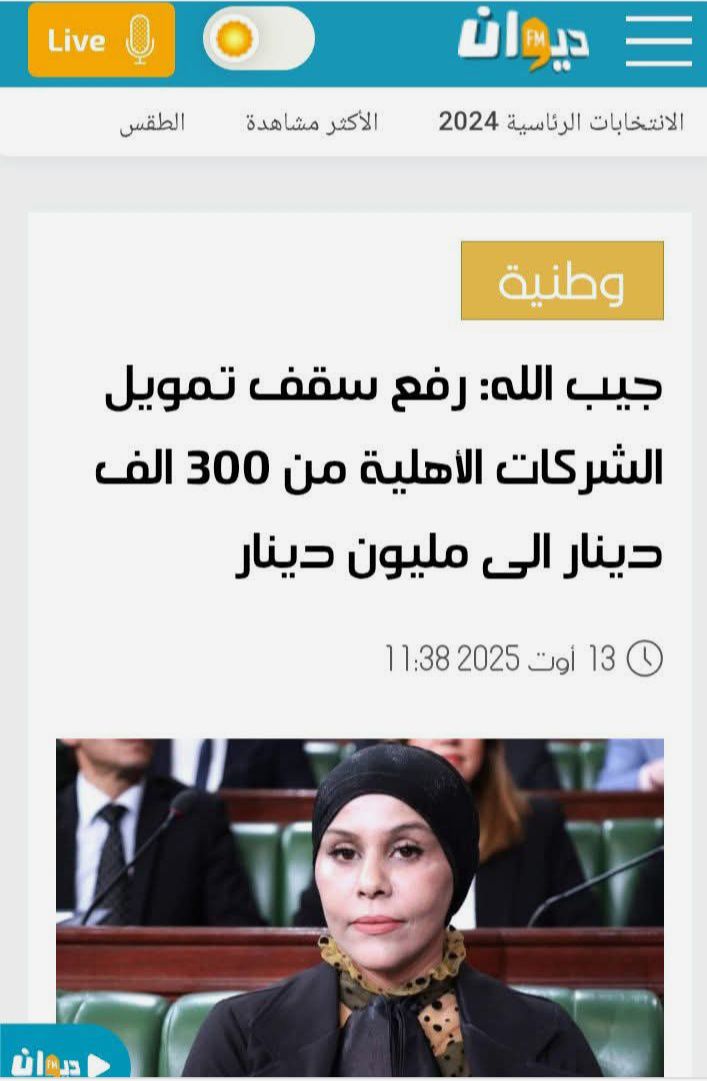 Live
ديوان FM
الانتخابات الرئاسية 2024 الأكثر مشاهدة الطقس
وطنية
جيب الله: رفع سقف تمويل
الشركات الأهلية من 300 الف
دينار الى مليون دينار
13 أوت 2025 11:38
ديوان FM